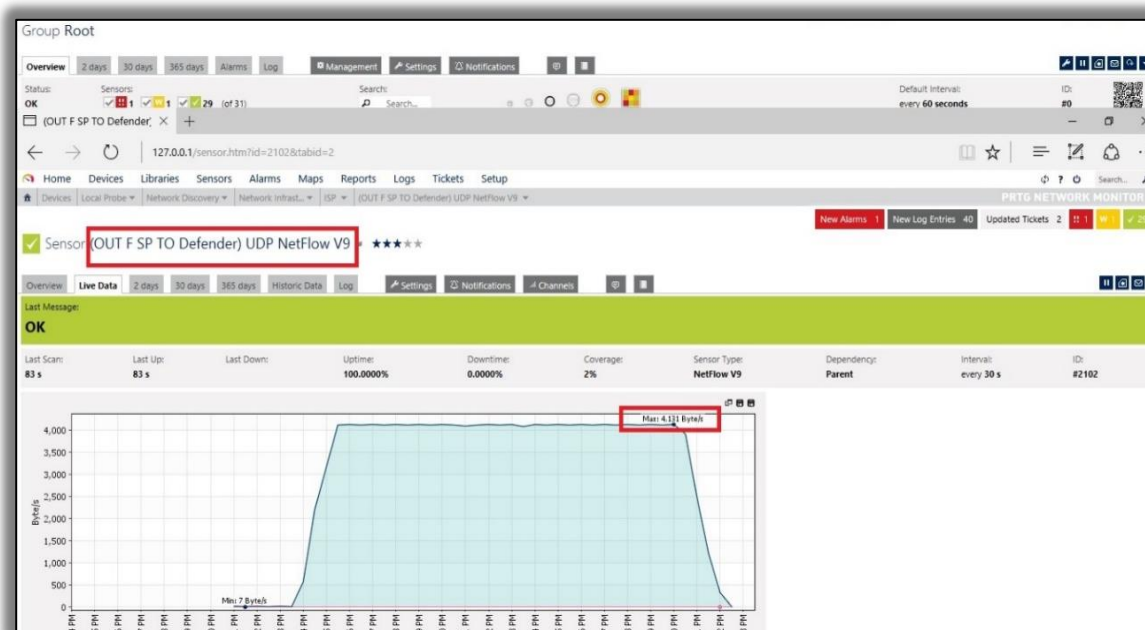 Group Root
Overview 2 days 30 days 365 days Alarms Log Management Settings Notifications
Status: Sensors: Search: Default Interval: ID:
OK 1 W 1 29 (of 31) Search... every 60 seconds #0
(OUT F SP TO Defender)
127.0.0.1/sensor.htm?id=2102&tabid=2
Home Devices Libraries Sensors Alarms Maps Reports Logs Tickets Setup ? Search...
Devices Local Probe Network Discovery Network Infrast... ISP (OUT F SP TO Defender) UDP NetFlow V9 PRTG NETWORK MONITOR
New Alarms 1 New Log Entries 40 Updated Tickets 2 !! 1 W 1
Sensor (OUT F SP TO Defender) UDP NetFlow V9
Overview Live Data 2 days 30 days 365 days Historic Data Log Settings Notifications Channels
Last Message:
OK
Last Scan: Last Up: Last Down: Uptime: Downtime: Coverage: Sensor Type: Dependency: Interval: ID:
83 s 83 s 100.0000% 0.0000% 2% NetFlow V9 Parent every 30 s #2102
Max: 4,131 Byte/s
4,000
3,500
3,000
2,500
2,000
1,500
1,000
500
0
Byte/s
Min: 7 Byte/s